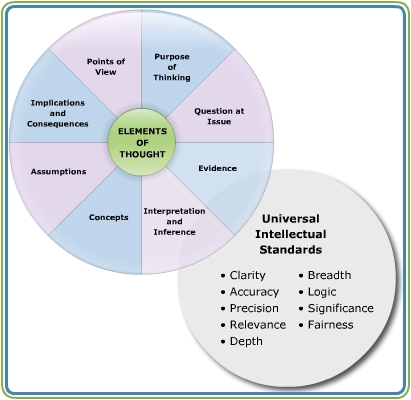 Points of
View
Purpose
of
Thinking
Implications
and
Consequences
Question at
Issue
ELEMENTS
OF
THOUGHT
Assumptions
Evidence
Concepts
Interpretation
and
Inference
Universal
Intellectual
Standards
• Clarity
• Accuracy
• Precision
• Relevance
• Depth
• Breadth
• Logic
• Significance
• Fairness